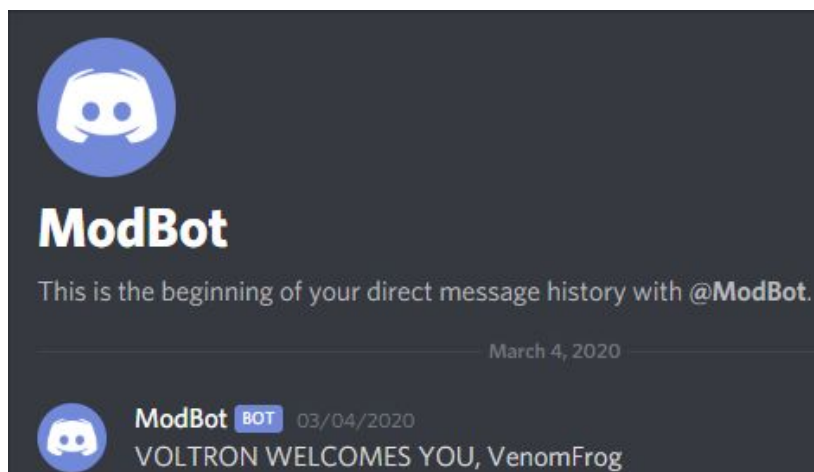 ModBot
This is the beginning of your direct message history with @ModBot.
March 4, 2020
ModBot BOT 03/04/2020
VOLTRON WELCOMES YOU, VenomFrog